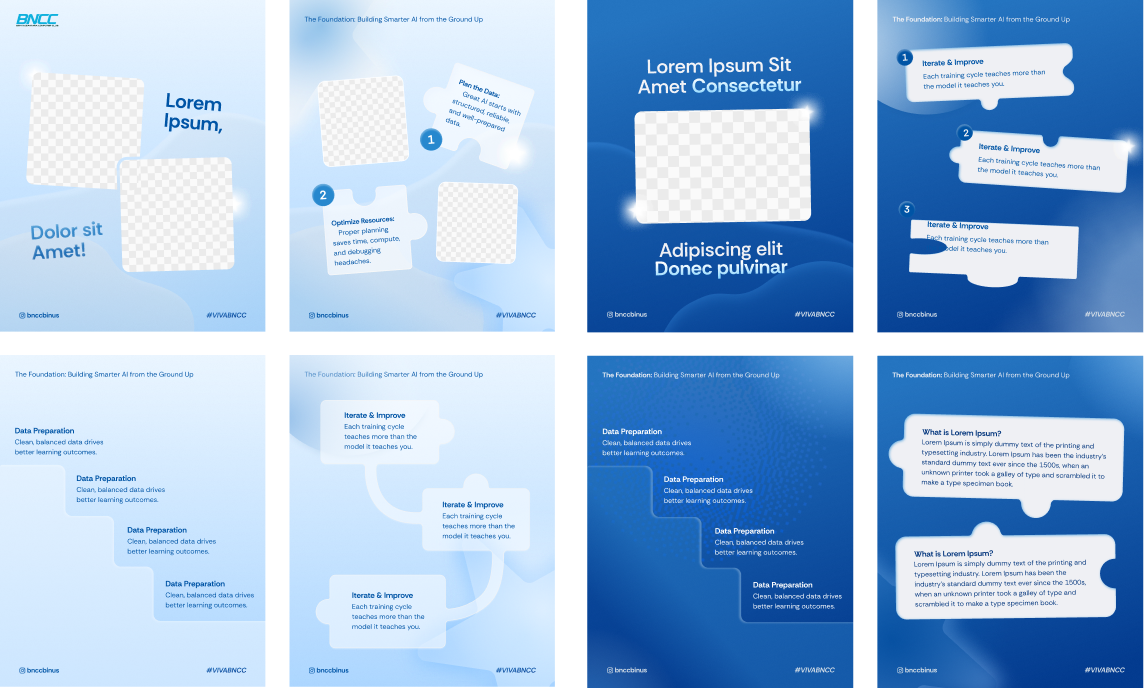 BNCC
Lorem
Ipsum,
Dolor sit
Amet!
bnccbinus
#VIVABNCC
The Foundation: Building Smarter AI from the Ground Up
Plan the Data:
Great AI starts with
structured, reliable,
and well-prepared
data.
1
2
Optimize Resources:
Proper planning
saves time, compute,
and debugging
headaches.
bnccbinus
#VIVABNCC
Lorem Ipsum Sit
Amet Consectetur
Adipiscing elit
Donec pulvinar
bnccbinus
#VIVABNCC
The Foundation: Building Smarter AI from the Ground Up
1
Iterate & Improve
Each training cycle teaches more than
the model it teaches you.
2
Iterate & Improve
Each training cycle teaches more than
the model it teaches you.
3
Iterate & Improve
Each training cycle teaches more than
model it teaches you.
bnccbinus
#VIVABNCC
The Foundation: Building Smarter AI from the Ground Up
Data Preparation
Clean, balanced data drives
better learning outcomes.
Data Preparation
Clean, balanced data drives
better learning outcomes.
Data Preparation
Clean, balanced data drives
better learning outcomes.
Data Preparation
Clean, balanced data drives
better learning outcomes.
bnccbinus
#VIVABNCC
The Foundation: Building Smarter AI from the Ground Up
Iterate & Improve
Each training cycle
teaches more than the
model it teaches you.
Iterate & Improve
Each training cycle
teaches more than the
model it teaches you.
Iterate & Improve
Each training cycle
teaches more than the
model it teaches you.
bnccbinus
#VIVABNCC
The Foundation: Building Smarter AI from the Ground Up
Data Preparation
Clean, balanced data drives
better learning outcomes.
Data Preparation
Clean, balanced data drives
better learning outcomes.
Data Preparation
Clean, balanced data drives
better learning outcomes.
Data Preparation
Clean, balanced data drives
better learning outcomes.
bnccbinus
#VIVABNCC
The Foundation: Building Smarter AI from the Ground Up
What is Lorem Ipsum?
Lorem Ipsum is simply dummy text of the printing and
typesetting industry. Lorem Ipsum has been the industry's
standard dummy text ever since the 1500s, when an
unknown printer took a galley of type and scrambled it to
make a type specimen book.
What is Lorem Ipsum?
Lorem Ipsum is simply dummy text of the printing and
typesetting industry. Lorem Ipsum has been the
industry's standard dummy text ever since the 1500s,
when an unknown printer took a galley of type and
scrambled it to make a type specimen book.
bnccbinus
#VIVABNCC